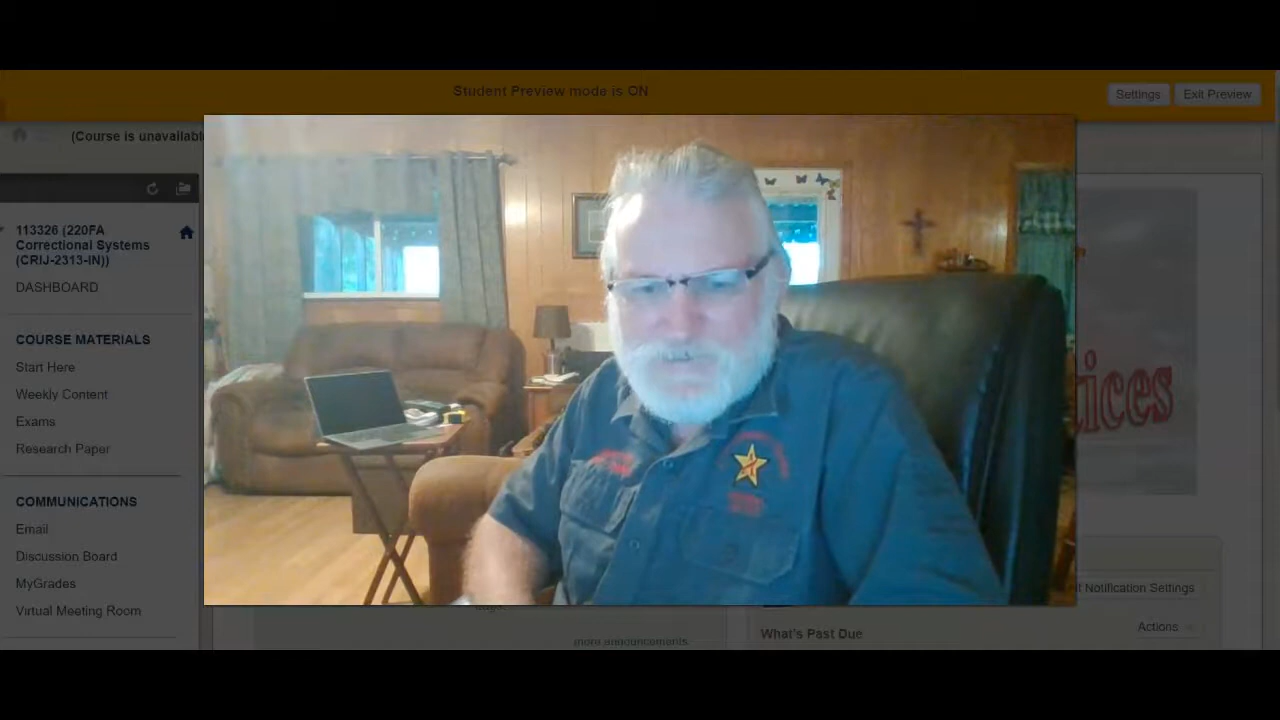 Student Preview mode is ON
Settings
Exit Preview
(Course is unavailabl
113326 (220FA
Correctional Systems
(CRIJ-2313-IN))
DASHBOARD
COURSE MATERIALS
Start Here
Weekly Content
Exams
Research Paper
COMMUNICATIONS
Email
Discussion Board
MyGrades
Virtual Meeting Room
tices
t Notification Settings
Actions
What's Past Due
more announcements